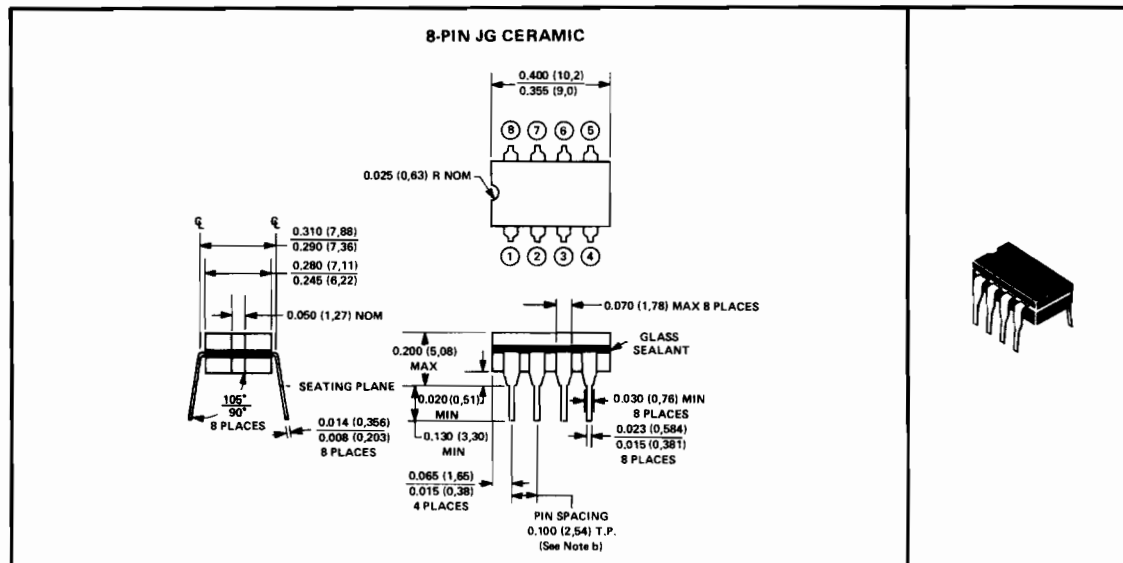 8-PIN JG CERAMIC
0.400 (10,2)
0.355 (9,0)
8 7 6 5
0.025 (0,63) R NOM
1 2 3 4
℄ ℄
0.310 (7,88)
0.290 (7,36)
0.280 (7,11)
0.245 (6,22)
0.050 (1,27) NOM
105°
90°
8 PLACES
0.014 (0,356)
0.008 (0,203)
8 PLACES
SEATING PLANE
0.070 (1,78) MAX 8 PLACES
GLASS
SEALANT
0.200 (5,08)
MAX
0.020 (0,51)
MIN
0.130 (3,30)
MIN
0.030 (0,76) MIN
8 PLACES
0.023 (0,584)
0.015 (0,381)
8 PLACES
0.065 (1,65)
0.015 (0,38)
4 PLACES
PIN SPACING
0.100 (2,54) T.P.
(See Note b)